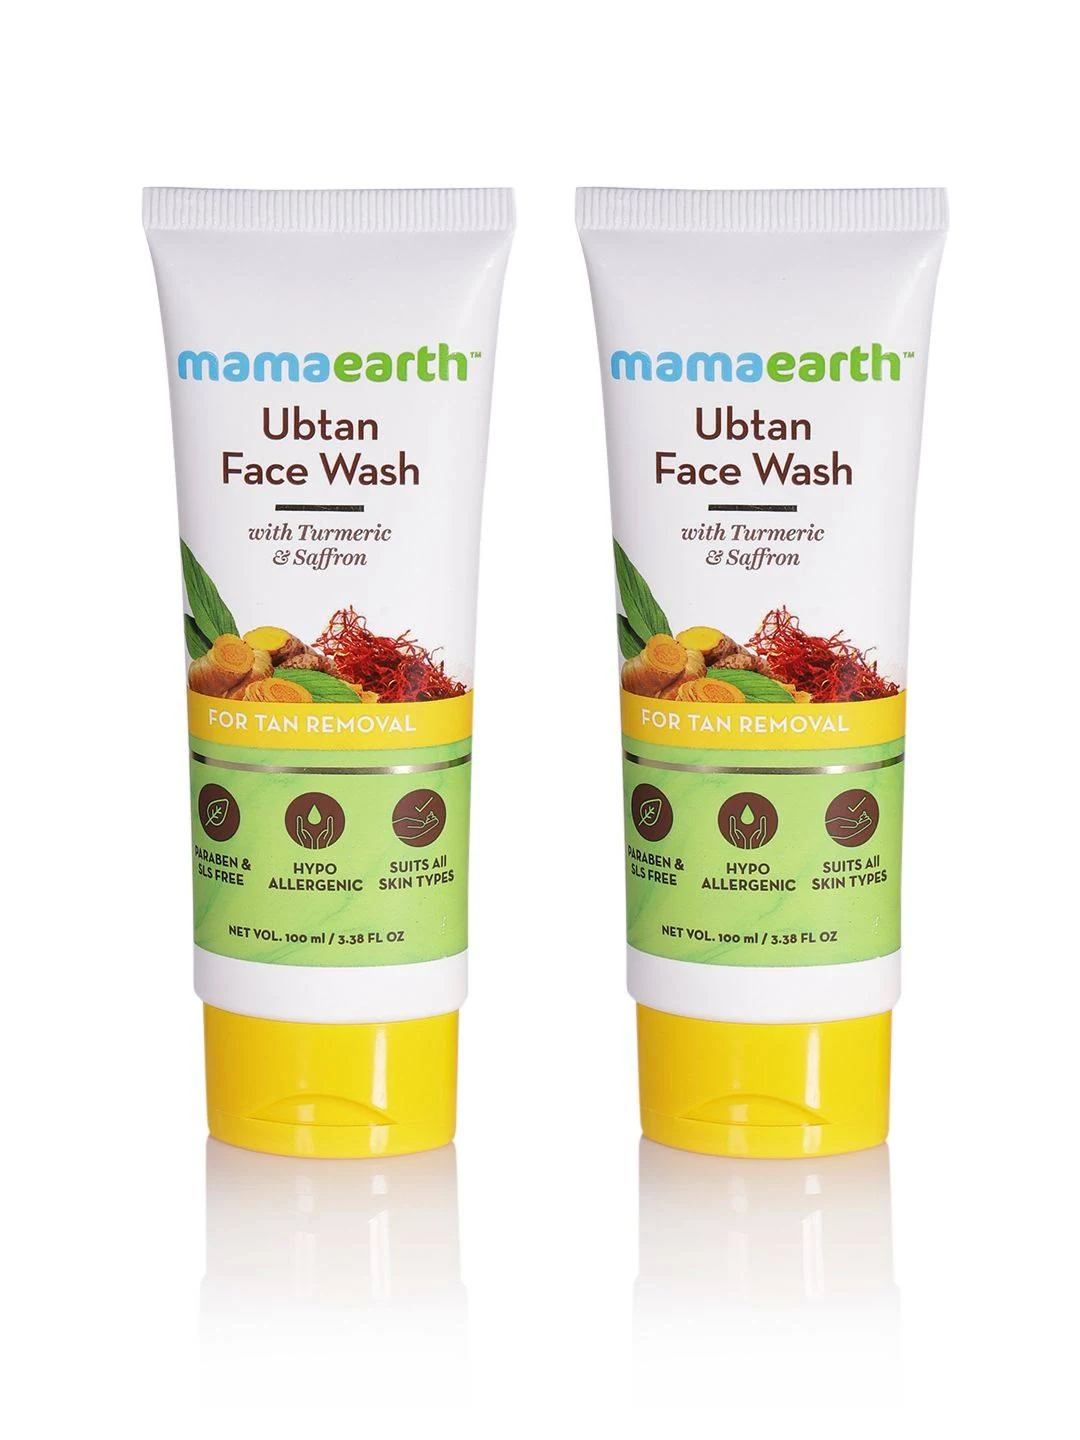 mamaearth™
Ubtan
Face Wash
with Turmeric
& Saffron
FOR TAN REMOVAL
PARABEN &
SLS FREE
HYPO
ALLERGENIC
SUITS All
SKIN TYPES
NET VOL. 100 ml / 3.38 FL OZ
mamaearth™
Ubtan
Face Wash
with Turmeric
& Saffron
FOR TAN REMOVAL
PARABEN &
SLS FREE
HYPO
ALLERGENIC
SUITS All
SKIN TYPES
NET VOL. 100 ml / 3.38 FL OZ